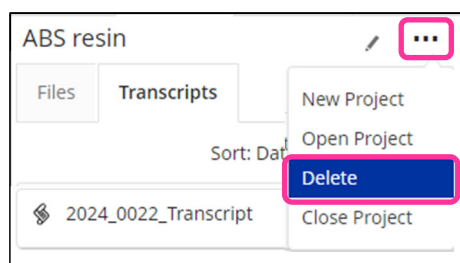 ABS resin
...
Files
Transcripts
New Project
Sort: Dat
Open Project
Delete
2024_0022_Transcript
Close Project